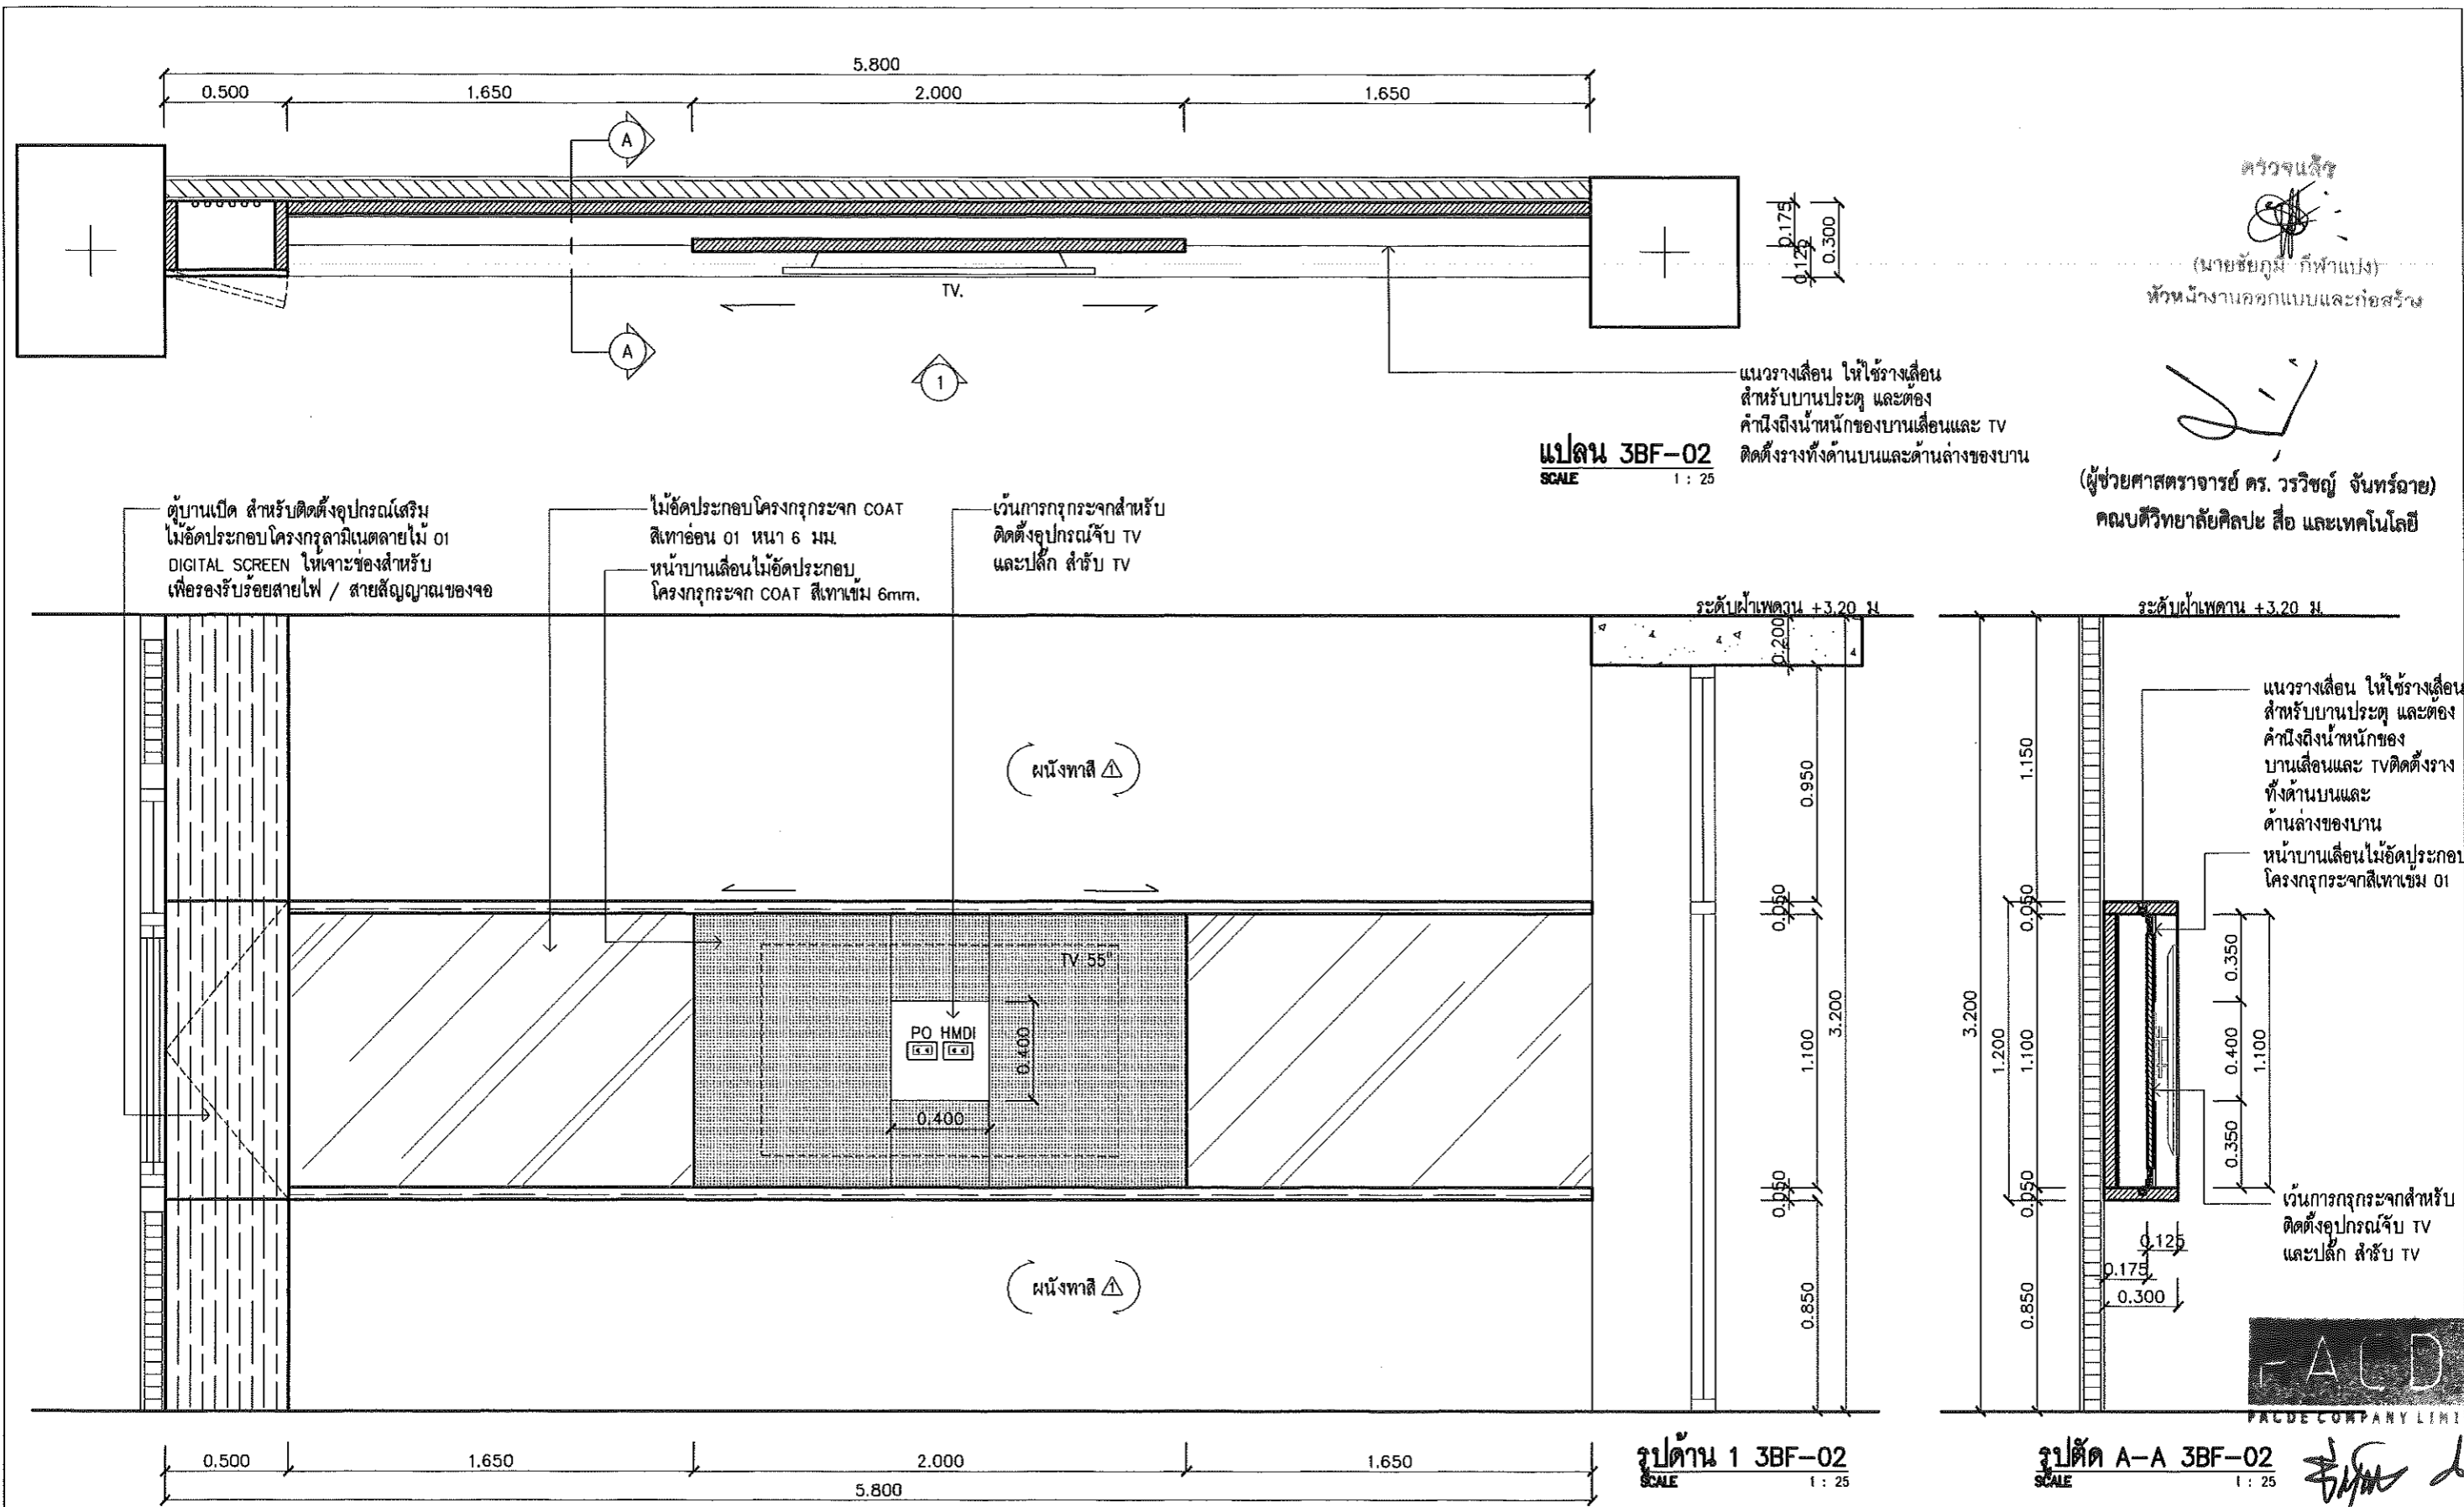 5.800
0.500
1.650
2.000
1.650
A
A
TV.
1
0.175
0.125
0.300
ตรวจแล้ว
(นายชัยภูมิ กีฬาแปง)
หัวหน้างานออกแบบและก่อสร้าง
แนวรางเลื่อน ให้ใช้รางเลื่อน
สำหรับบานประตู และต้อง
คำนึงถึงน้ำหนักของบานเลื่อนและ TV
ติดตั้งรางทั้งด้านบนและด้านล่างของบาน
แปลน 3BF-02
SCALE 1 : 25
(ผู้ช่วยศาสตราจารย์ ดร. วรวิชญ์ จันทร์ฉาย)
คณบดีวิทยาลัยศิลปะ สื่อ และเทคโนโลยี
ตู้บานเปิด สำหรับติดตั้งอุปกรณ์เสริม
ไม้อัดประกอบโครงกรุลามิเนตลายไม้ 01
DIGITAL SCREEN ให้เจาะช่องสำหรับ
เพื่อรองรับร้อยสายไฟ / สายสัญญาณของจอ
ไม้อัดประกอบโครงกรุกระจก COAT
สีเทาอ่อน 01 หนา 6 มม.
หน้าบานเลื่อนไม้อัดประกอบ
โครงกรุกระจก COAT สีเทาเข้ม 6mm.
เว้นการกรุกระจกสำหรับ
ติดตั้งอุปกรณ์จับ TV
และปลั๊ก สำรับ TV
ระดับฝ้าเพดาน +3.20 ม.
ระดับฝ้าเพดาน +3.20 ม.
0.200
0.950
0.050
1.100
3.200
0.050
0.850
ผนังทาสี 1
TV 55"
PO HMDI
0.400
0.400
ผนังทาสี 1
3.200
1.150
0.050
1.200
1.100
0.050
0.850
0.350
0.400
0.350
1.100
0.125
0.175
0.300
แนวรางเลื่อน ให้ใช้รางเลื่อน
สำหรับบานประตู และต้อง
คำนึงถึงน้ำหนักของ
บานเลื่อนและ TVติดตั้งราง
ทั้งด้านบนและ
ด้านล่างของบาน
หน้าบานเลื่อนไม้อัดประกอบ
โครงกรุกระจกสีเทาเข้ม 01
เว้นการกรุกระจกสำหรับ
ติดตั้งอุปกรณ์จับ TV
และปลั๊ก สำรับ TV
ACD
PACDE COMPANY LIMI
0.500
1.650
2.000
1.650
5.800
รูปด้าน 1 3BF-02
SCALE 1 : 25
รูปตัด A-A 3BF-02
SCALE 1 : 25